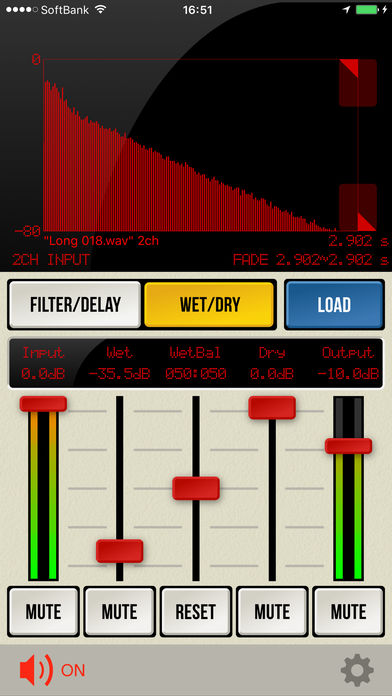 SoftBank 16:51
0
-80
"Long 018.wav" 2ch 2.902 s
2CH INPUT FADE 2.902~2.902 s
FILTER/DELAY WET/DRY LOAD
Input Wet WetBal Dry Output
0.0dB -35.5dB 050:050 0.0dB -10.0dB
MUTE MUTE RESET MUTE MUTE
ON